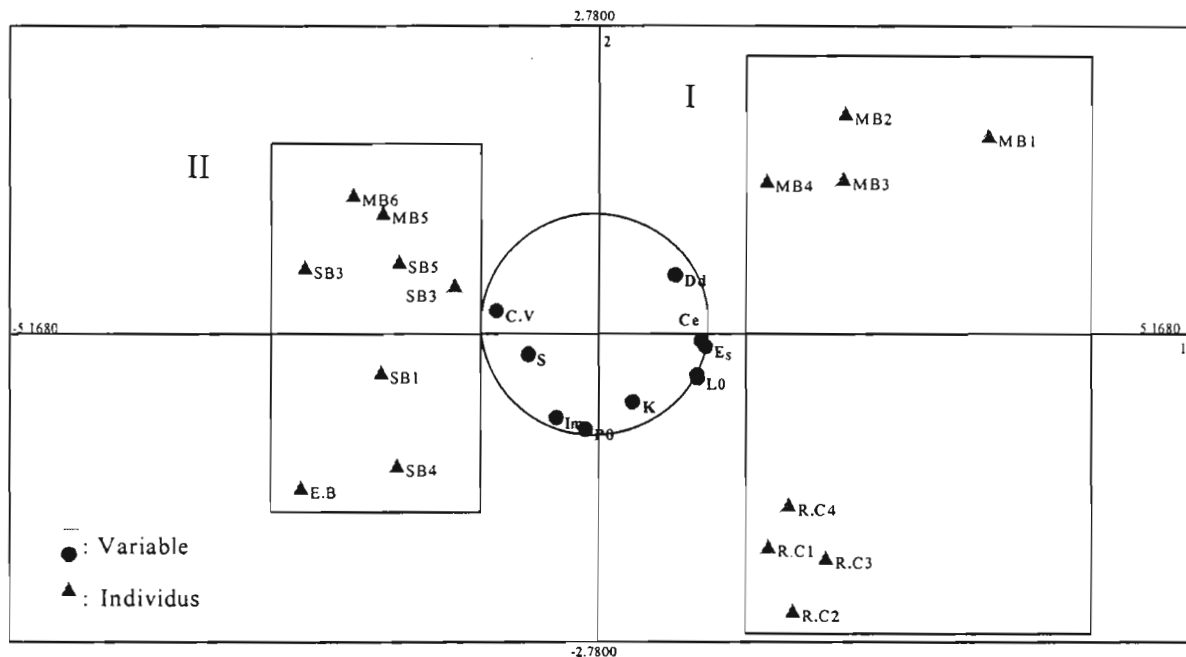 2.7800
2
I
II
MB2
MB1
MB4
MB3
MB6
MB5
SB3
SB5
SB3
Dd
C.V
Ce
-5.1680
5.1680
1
Es
S
L0
K
Im
P0
SB1
SB4
E.B
R.C4
R.C1
R.C3
R.C2
: Variable
: Individus
-2.7800